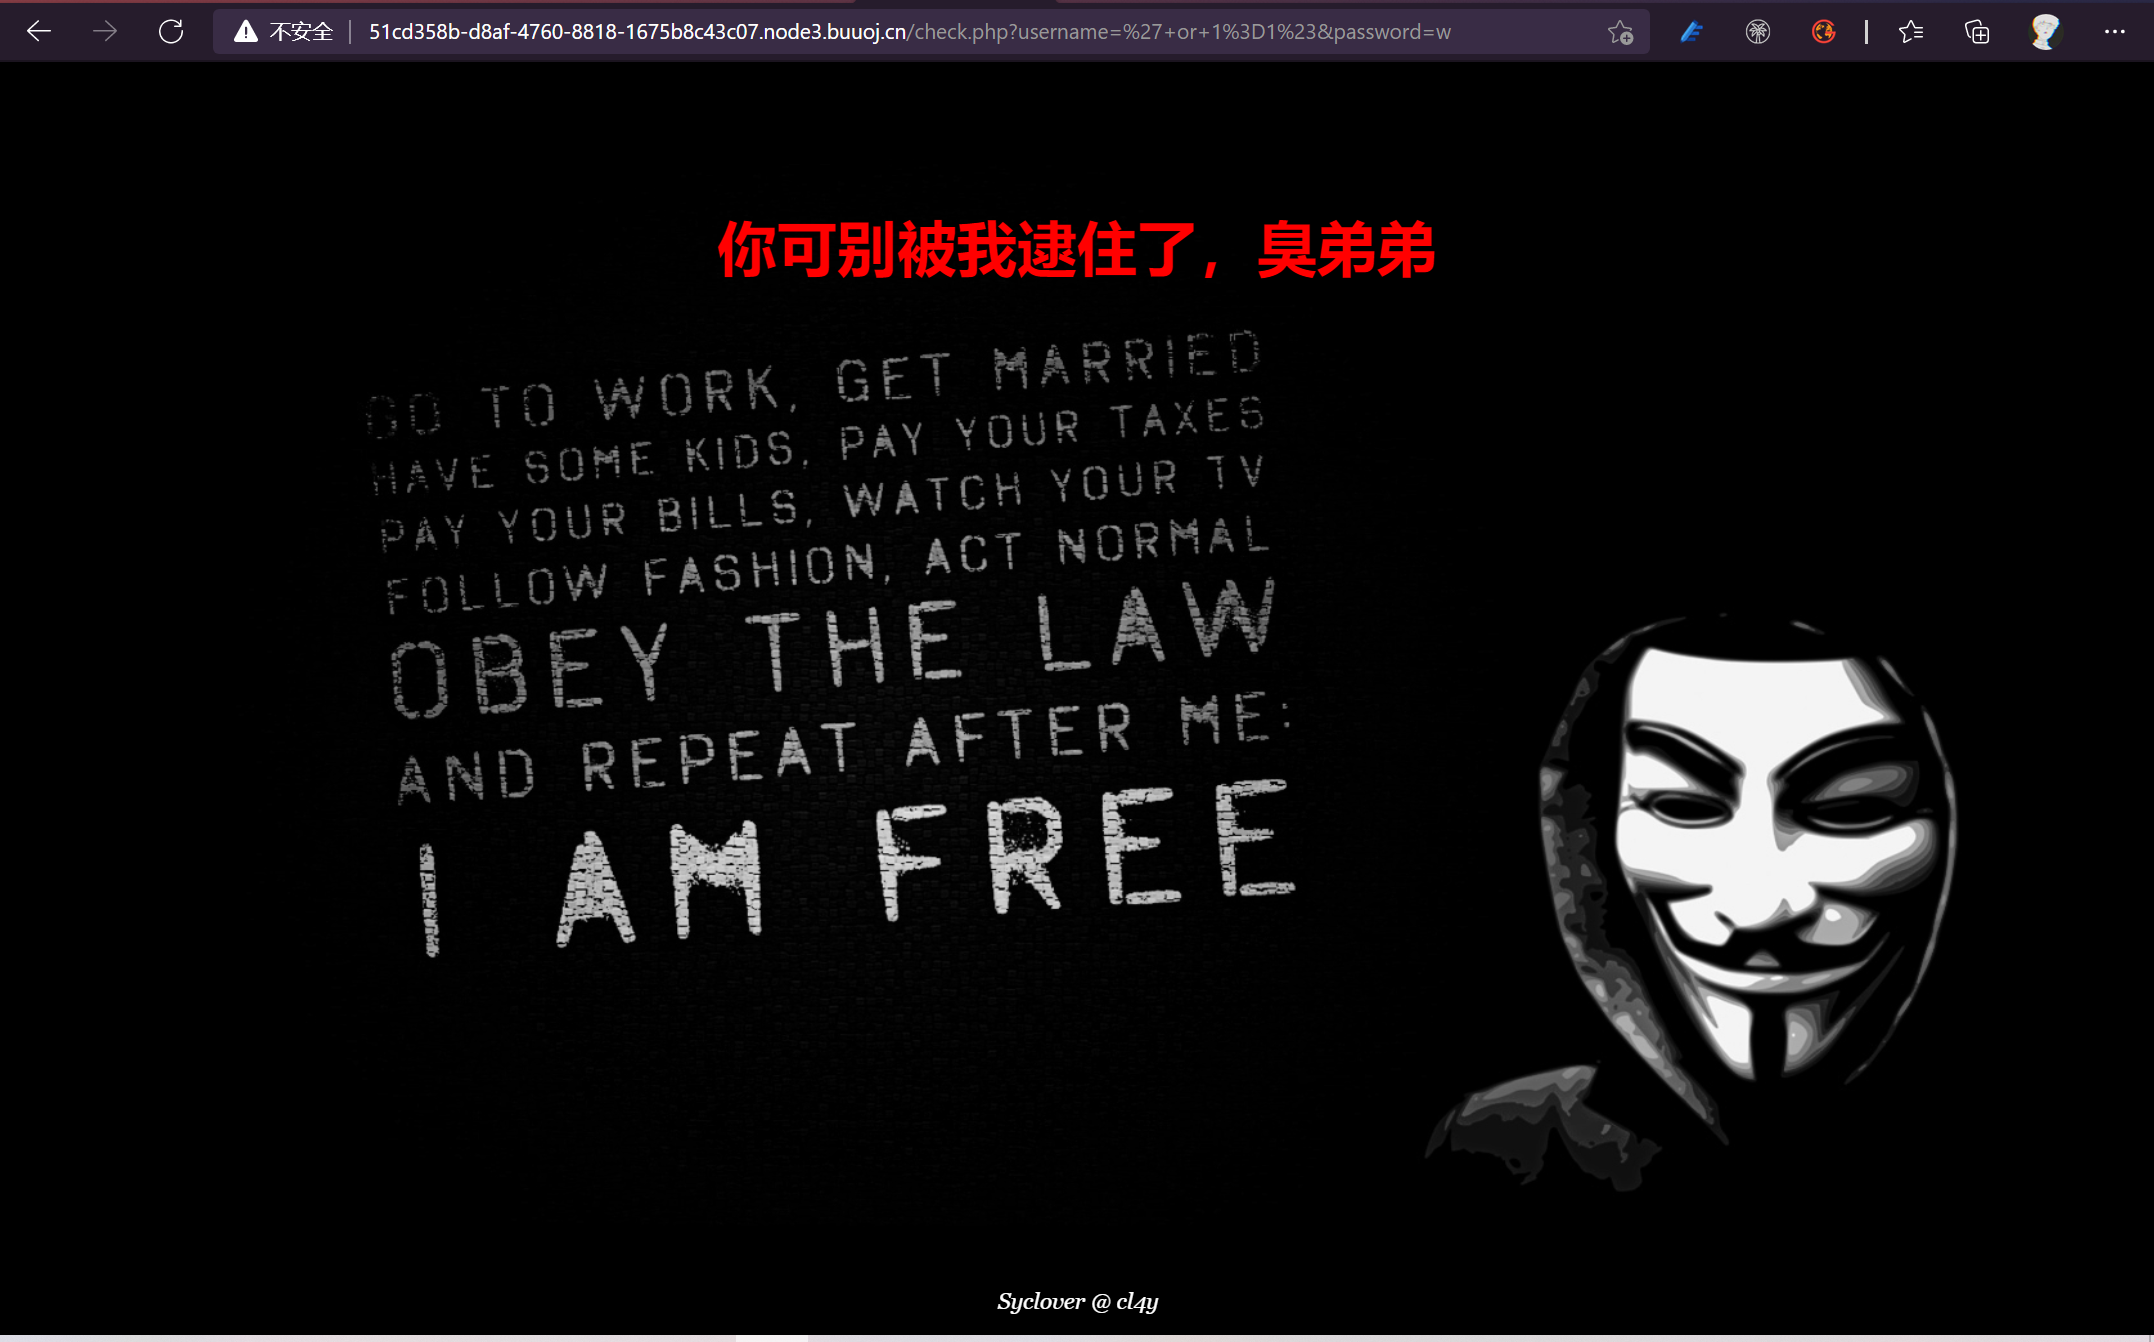 不安全 | 51cd358b-d8af-4760-8818-1675b8c43c07.node3.buuoj.cn/check.php?username=%27+or+1%3D1%23&password=w
你可别被我逮住了，臭弟弟
GO TO WORK, GET MARRIED
HAVE SOME KIDS, PAY YOUR TAXES
PAY YOUR BILLS, WATCH YOUR TV
FOLLOW FASHION, ACT NORMAL
OBEY THE LAW
AND REPEAT AFTER ME:
I AM FREE
Syclover @ cl4y